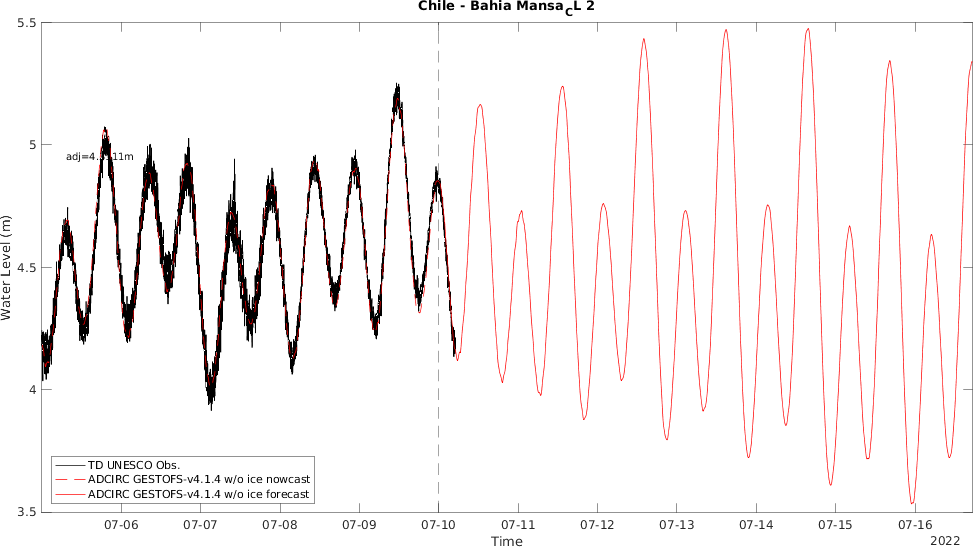 Chile - Bahia MansaCL 2
5.5
5
4.5
4
3.5
Water Level (m)
TD UNESCO Obs.
ADCIRC GESTOFS-v4.1.4 w/o ice nowcast
ADCIRC GESTOFS-v4.1.4 w/o ice forecast
07-06
07-07
07-08
07-09
07-10
07-11
07-12
07-13
07-14
07-15
07-16
Time
2022